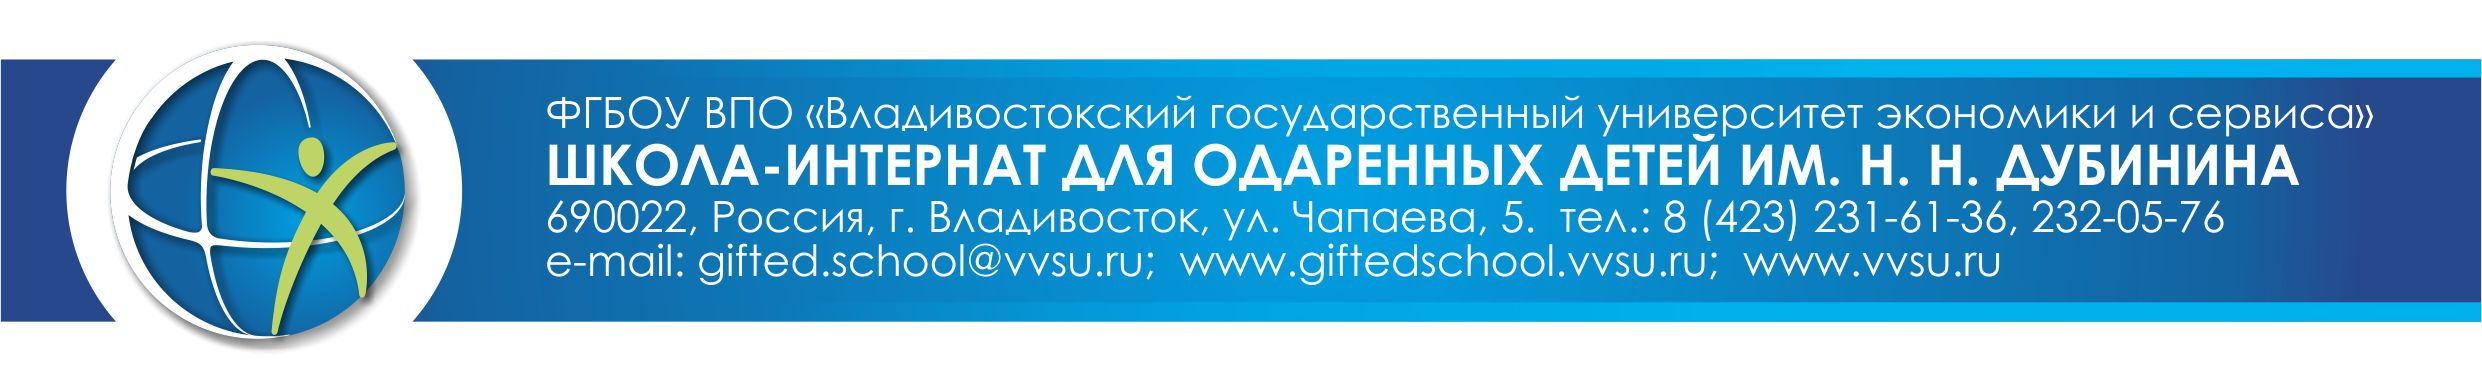 ФГБОУ ВПО «Владивостокский государственный университет экономики и сервиса»
ШКОЛА-ИНТЕРНАТ ДЛЯ ОДАРЕННЫХ ДЕТЕЙ ИМ. Н. Н. ДУБИНИНА
690022, Россия, г. Владивосток, ул. Чапаева, 5. тел.: 8 (423) 231-61-36, 232-05-76
e-mail: gifted.school@vvsu.ru; www.giftedschool.vvsu.ru; www.vvsu.ru